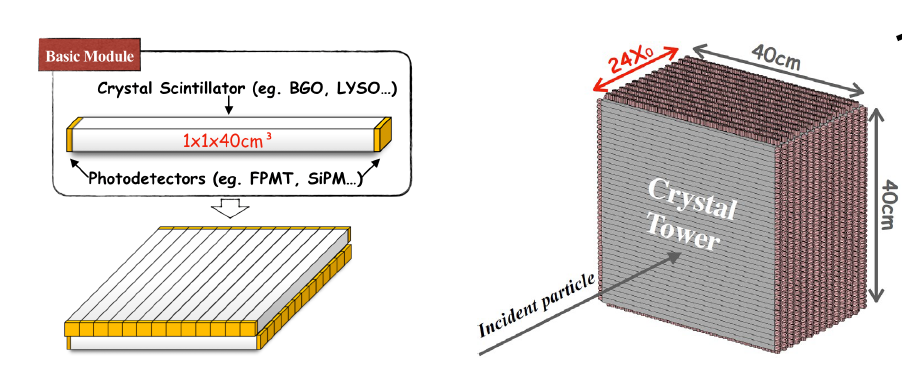 Basic Module
Crystal Scintillator (eg. BGO, LYSO...)
1x1x40cm³
Photodetectors (eg. FPMT, SiPM...)
24X₀
40cm
40cm
Crystal
Tower
Incident particle